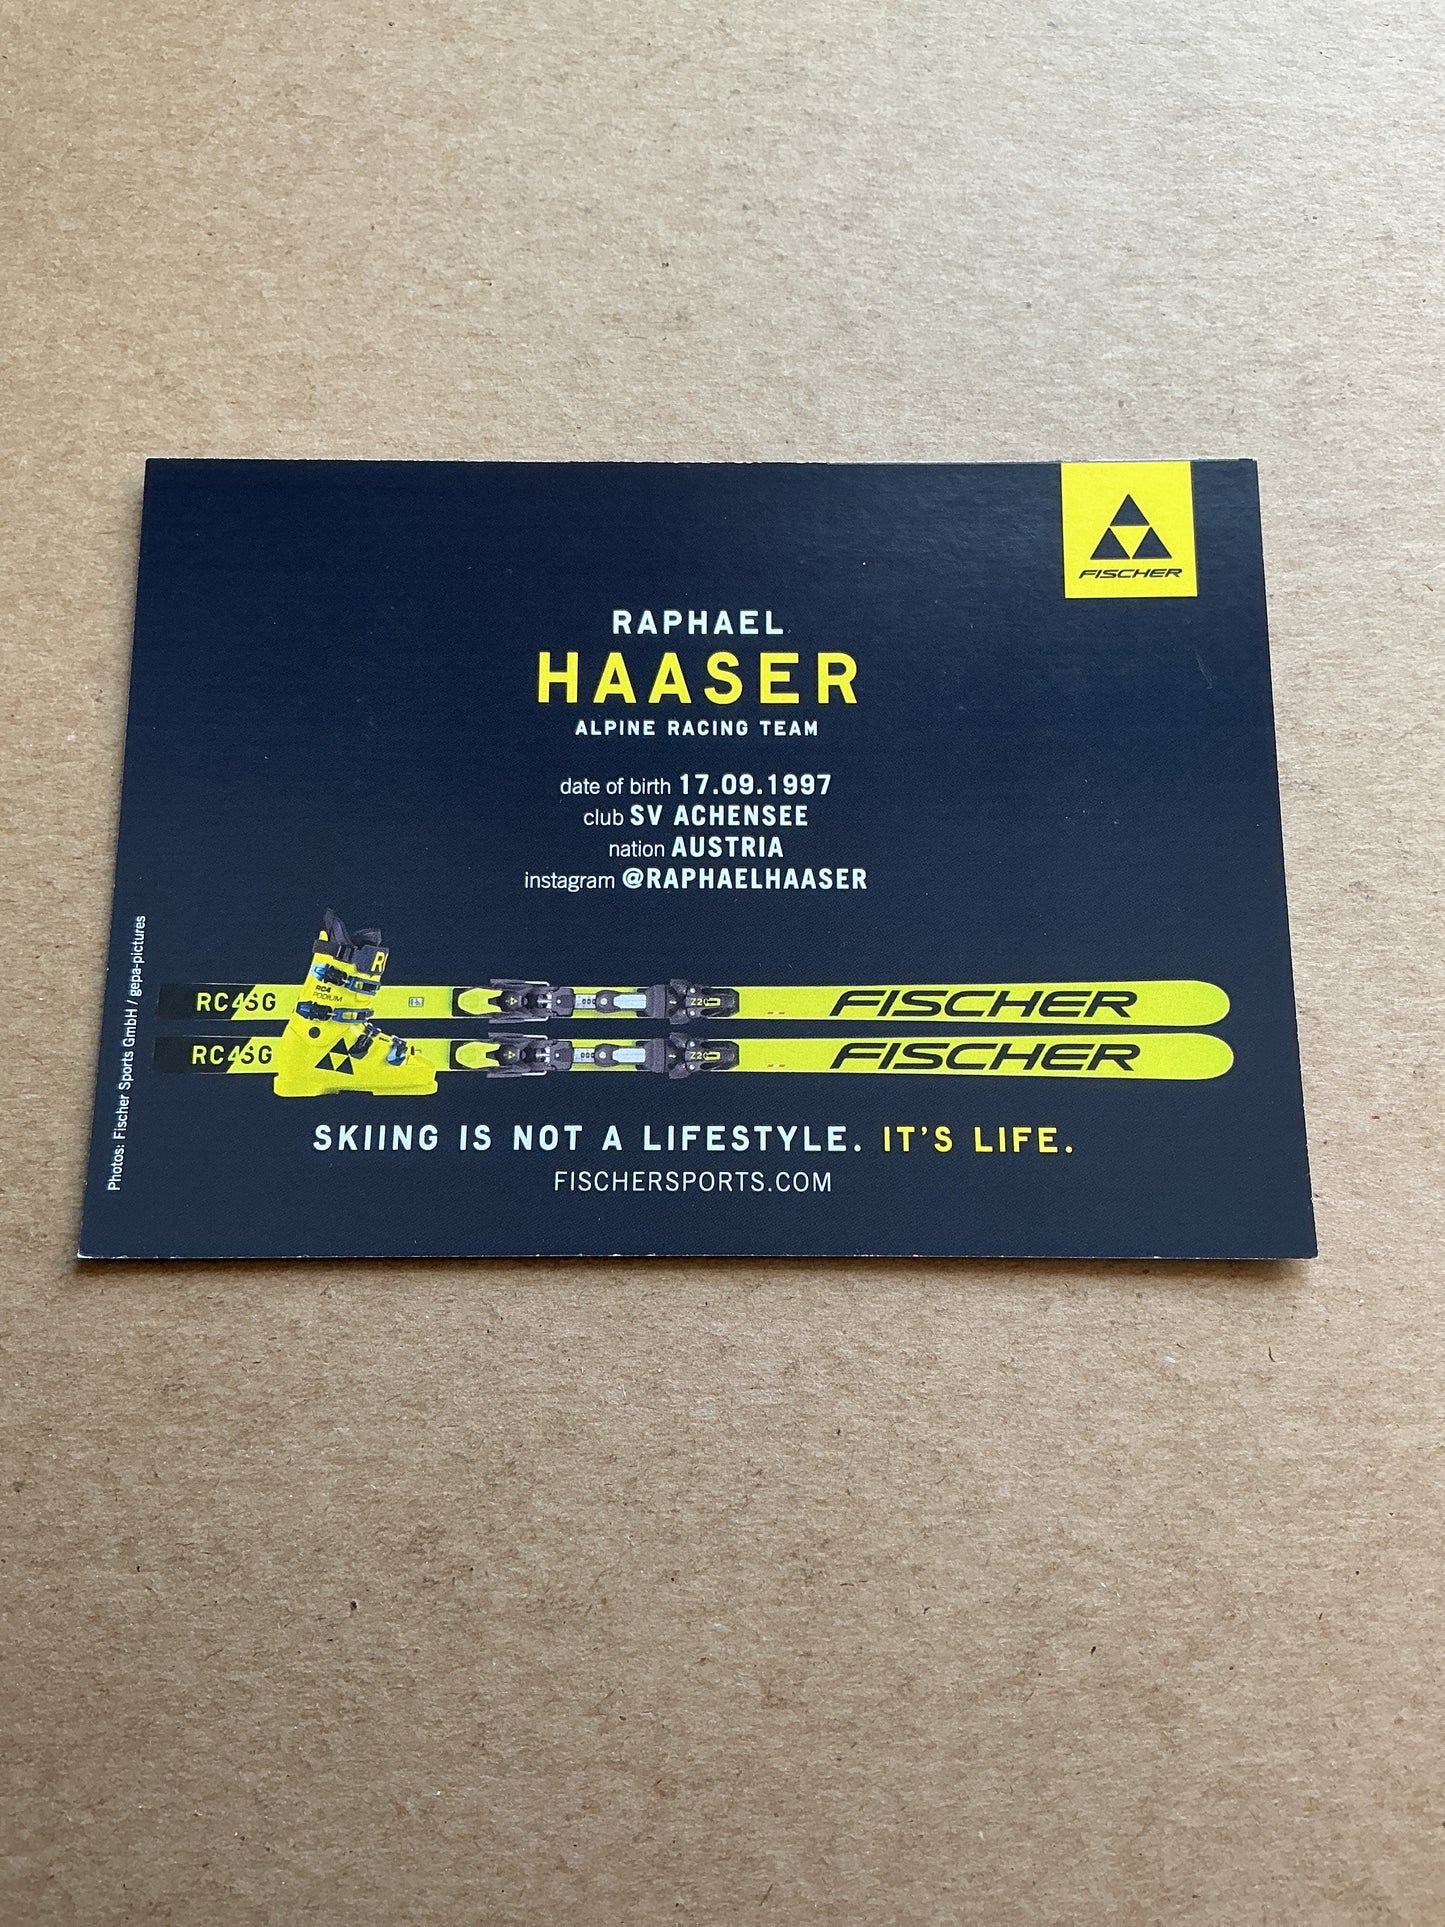 FISCHER
RAPHAEL
HAASER
ALPINE RACING TEAM
date of birth 17.09.1997
club SV ACHENSEE
nation AUSTRIA
instagram @RAPHAELHAASER
RC4
PODIUM
RC4SG
FISCHER
RC4SG
FISCHER
SKIING IS NOT A LIFESTYLE. IT'S LIFE.
FISCHERSPORTS.COM
Photos: Fischer Sports GmbH / gepa-pictures